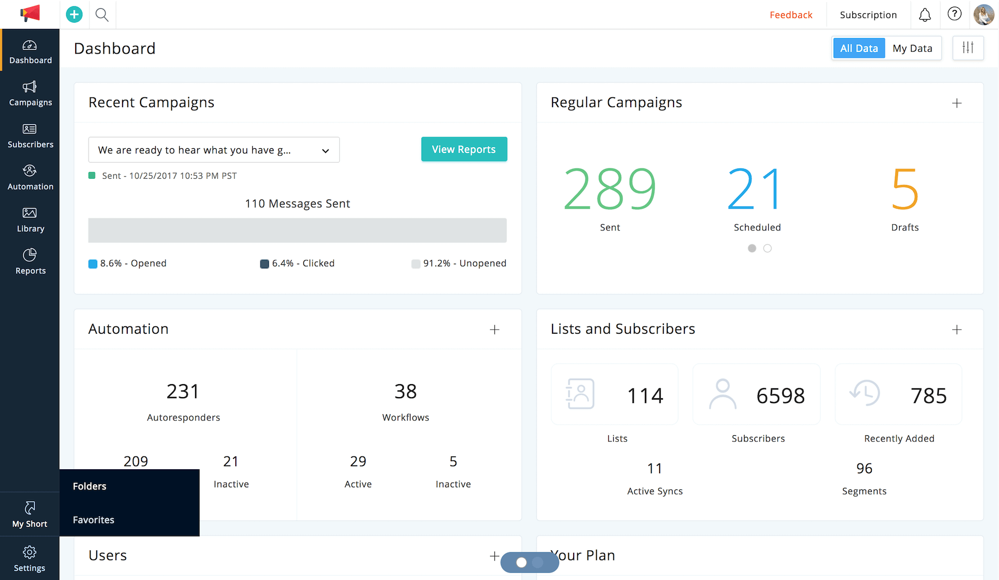 Feedback
Subscription
Dashboard
Campaigns
Subscribers
Automation
Library
Reports
My Short
Settings
Folders
Favorites
Dashboard
All Data
My Data
Recent Campaigns
We are ready to hear what you have g...
View Reports
Sent - 10/25/2017 10:53 PM PST
110 Messages Sent
8.6% - Opened
6.4% - Clicked
91.2% - Unopened
Regular Campaigns
289
21
5
Sent
Scheduled
Drafts
Automation
231
38
Autoresponders
Workflows
209
21
29
5
Inactive
Active
Inactive
Lists and Subscribers
114
6598
785
Lists
Subscribers
Recently Added
11
96
Active Syncs
Segments
Users
Your Plan